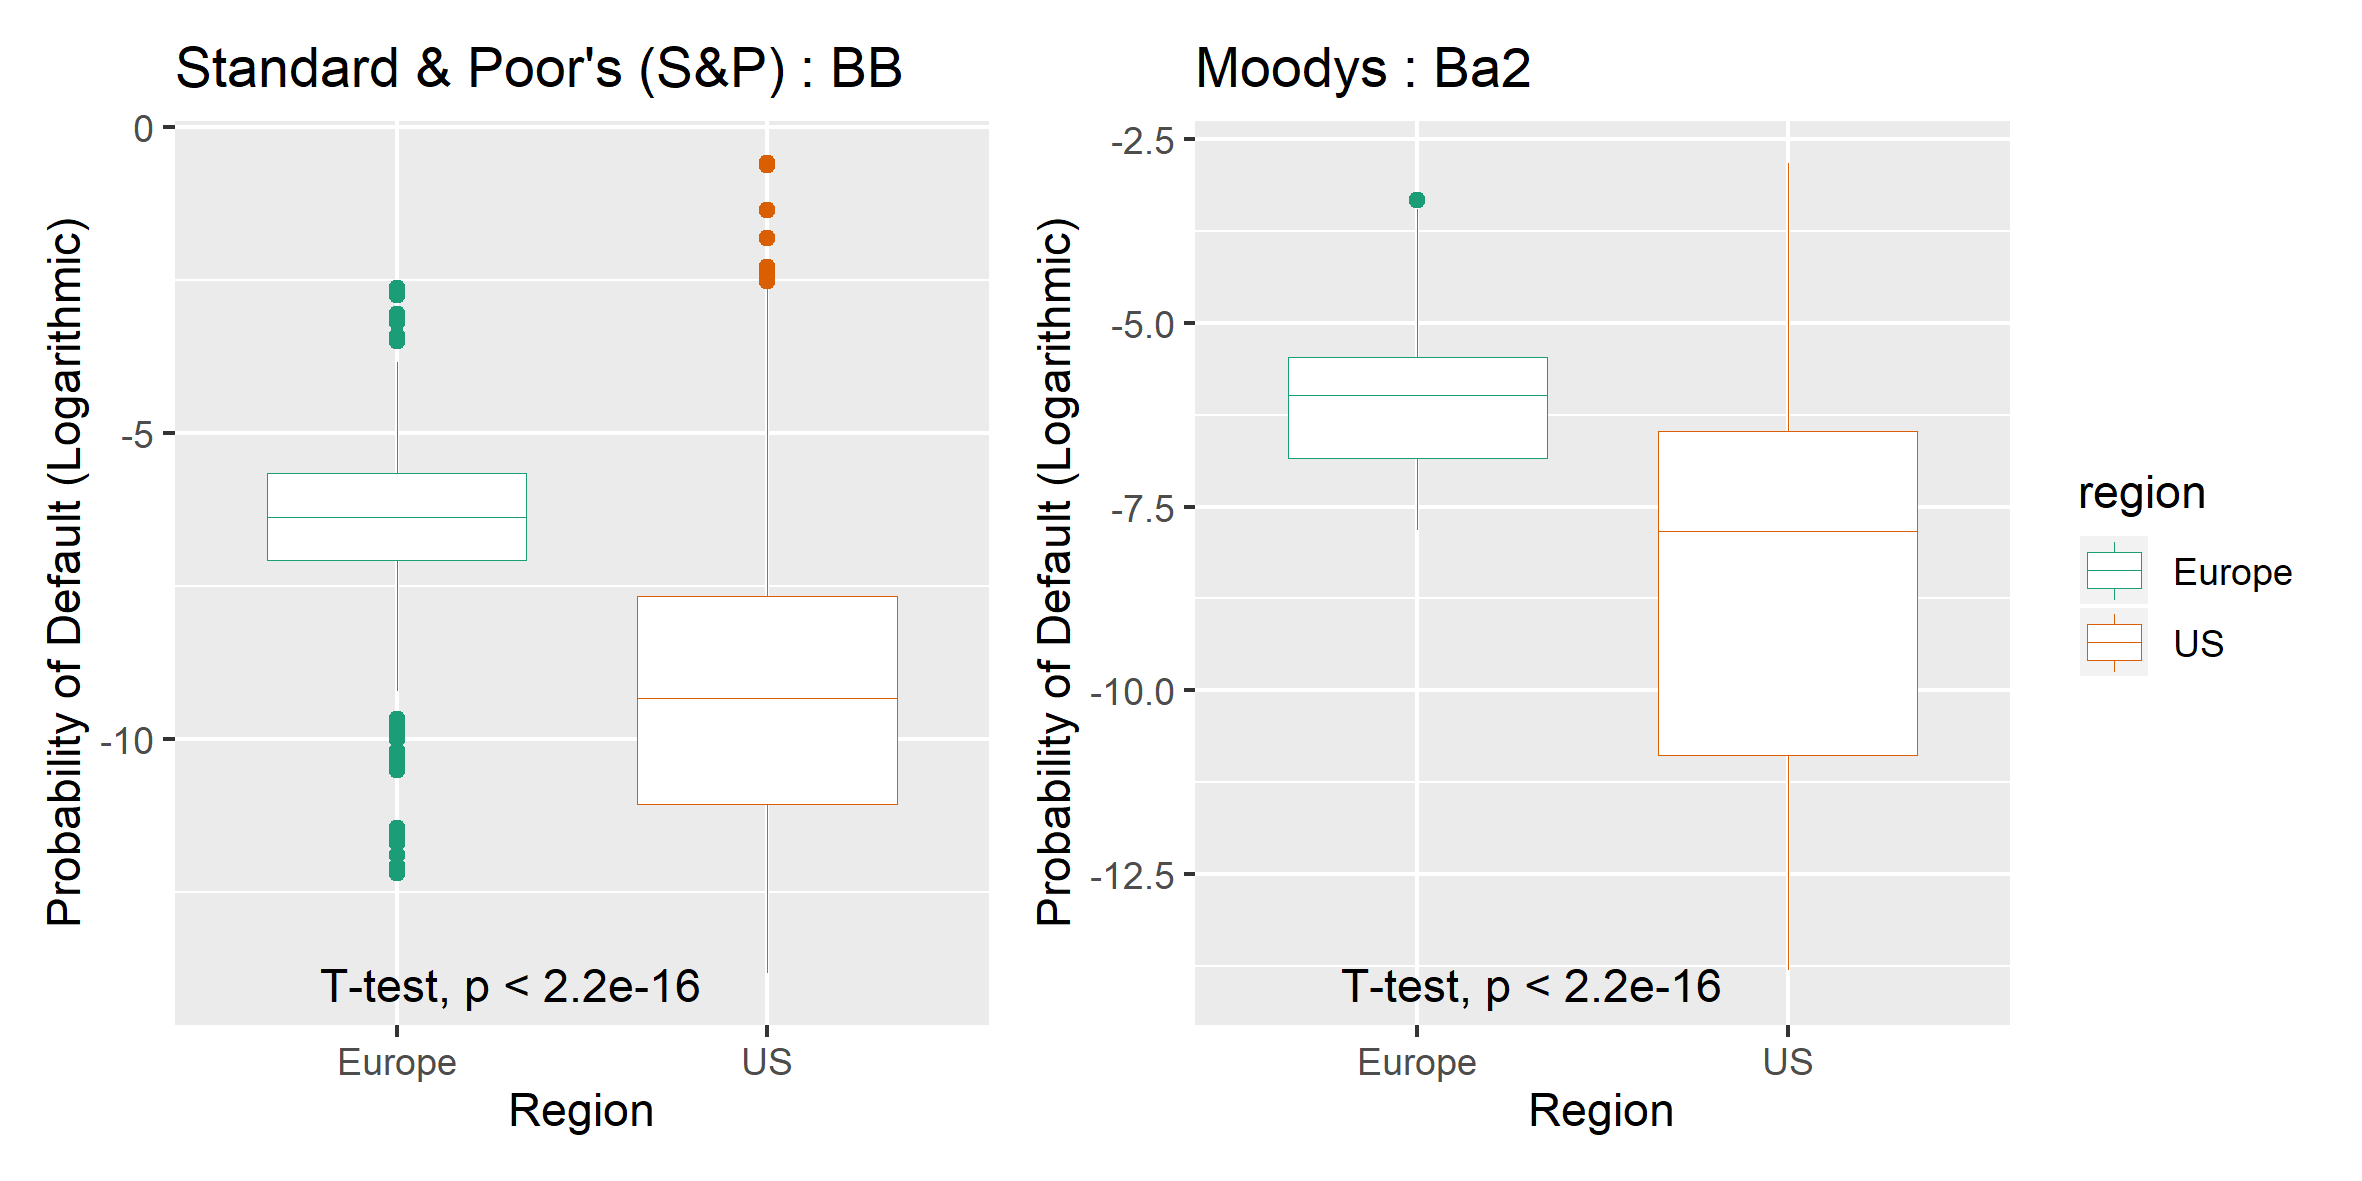 Standard & Poor's (S&P) : BB
Probability of Default (Logarithmic)
0
-5
-10
T-test, p < 2.2e-16
Europe
US
Region
Moodys : Ba2
Probability of Default (Logarithmic)
-2.5
-5.0
-7.5
-10.0
-12.5
T-test, p < 2.2e-16
Europe
US
Region
region
Europe
US